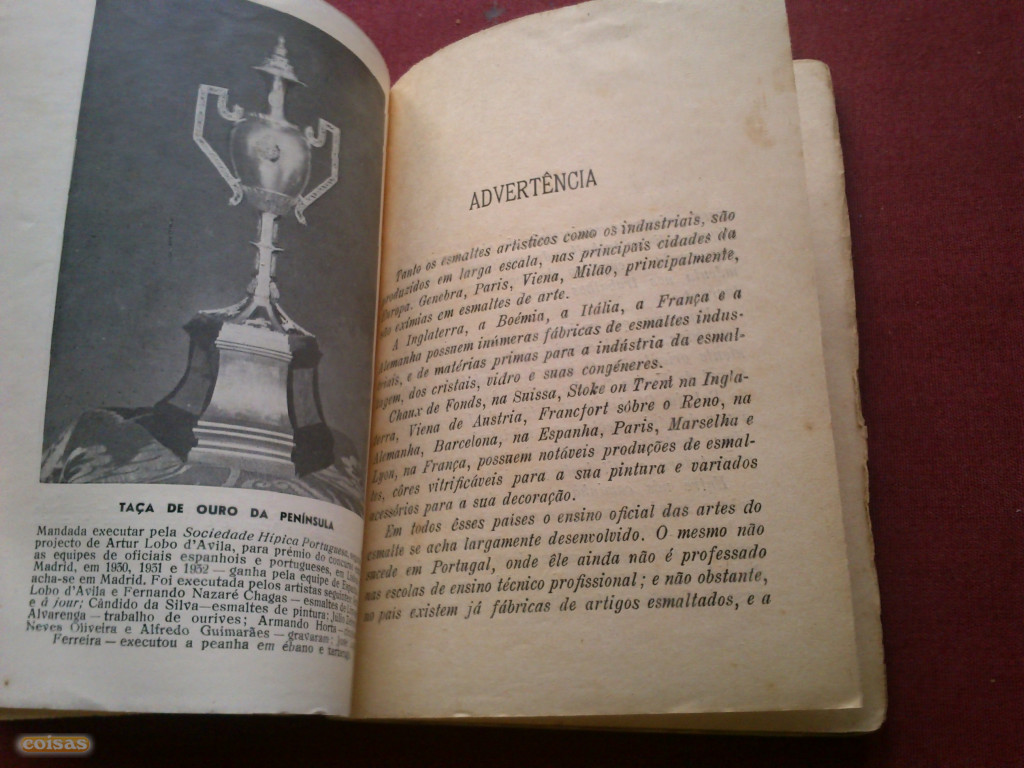 TAÇA DE OURO DA PENÍNSULA
Mandada executar pela Sociedade Hípica Portuguesa,
projecto de Artur Lobo d'Avila, para prémio do concurso
as equipes de oficiais espanhois e portugueses, em
Madrid, em 1930, 1931 e 1932 — ganha pela equipe de
acha-se em Madrid. Foi executada pelos artistas
Lobo d'Avila e Fernando Nazaré Chagas — esmaltes de
e à jour; Cândido da Silva — esmaltes de pintura;
Alvarenga — trabalho de ourives; Armando Horta —
Neves Oliveira e Alfredo Guimarães — gravaram;
Ferreira — executou a peanha em ébano e
ADVERTÊNCIA
Tanto os esmaltes artísticos como os industriais, são
produzidos em larga escala, nas principais cidades da
Europa. Genebra, Paris, Viena, Milão, principalmente,
são exímias em esmaltes de arte.
A Inglaterra, a Boémia, a Itália, a França e a
Alemanha possuem inúmeras fábricas de esmaltes indus-
triais, e de matérias primas para a indústria da esmal-
tagem, dos cristais, vidro e suas congéneres.
Chaux de Fonds, na Suissa, Stoke on Trent na Ingla-
terra, Viena de Austria, Francfort sôbre o Reno, na
Alemanha, Barcelona, na Espanha, Paris, Marselha e
Lyon, na França, possuem notáveis produções de esmal-
tes, côres vitrificáveis para a sua pintura e variados
acessórios para a sua decoração.
Em todos êsses países o ensino oficial das artes do
esmalte se acha largamente desenvolvido. O mesmo não
sucede em Portugal, onde êle ainda não é professado
nas escolas de ensino técnico profissional; e não obstante,
no país existem já fábricas de artigos esmaltados, e a
coisas